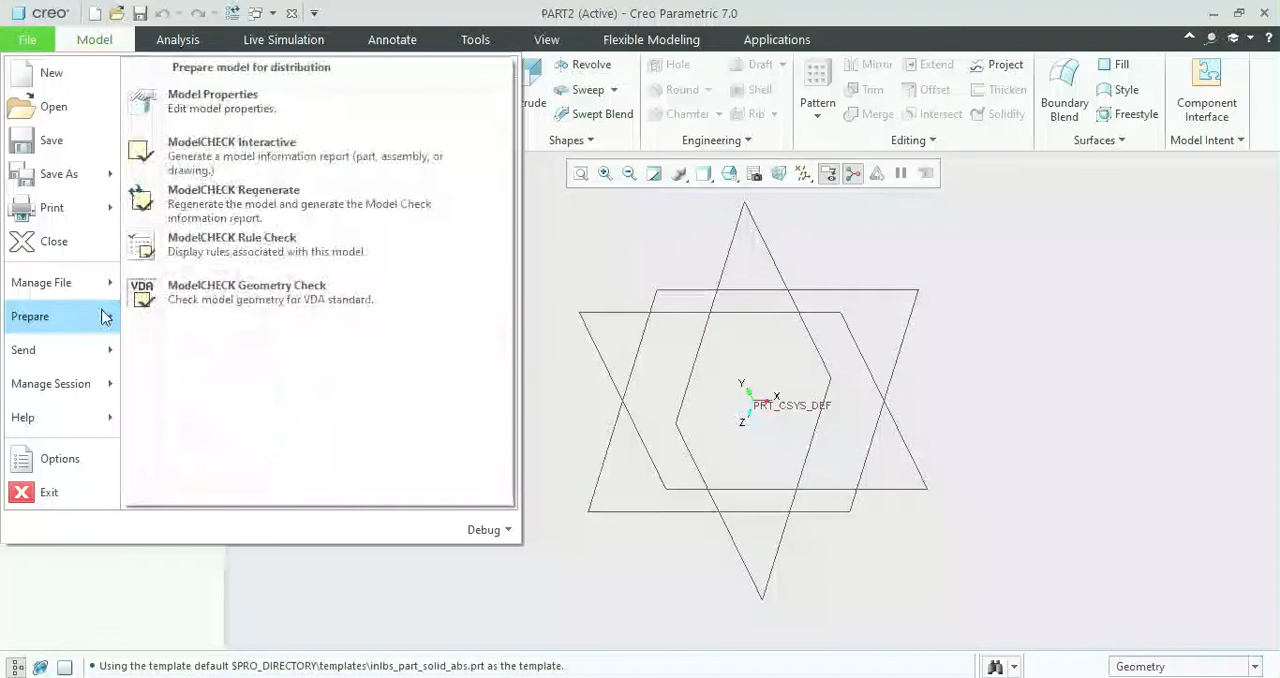 creo
PART2 (Active) - Creo Parametric 7.0
File
Model
Analysis
Live Simulation
Annotate
Tools
View
Flexible Modeling
Applications
New
Open
Save
Save As
Print
Close
Manage File
Prepare
Send
Manage Session
Help
Options
Exit
Prepare model for distribution
Model Properties
Edit model properties.
ModelCHECK Interactive
Generate a model information report (part, assembly, or
drawing.)
ModelCHECK Regenerate
Regenerate the model and generate the Model Check
information report.
ModelCHECK Rule Check
Display rules associated with this model.
VDA
ModelCHECK Geometry Check
Check model geometry for VDA standard.
Debug
rude
Revolve
Sweep
Swept Blend
Shapes
Hole
Round
Chamfer
Draft
Shell
Rib
Engineering
Pattern
Mirror
Trim
Merge
Extend
Offset
Intersect
Project
Thicken
Solidify
Editing
Boundary
Blend
Fill
Style
Freestyle
Surfaces
Component
Interface
Model Intent
Y
X
PRT_CSYS_DEF
Z
Using the template default $PRO_DIRECTORY\templates\inlbs_part_solid_abs.prt as the template.
Geometry